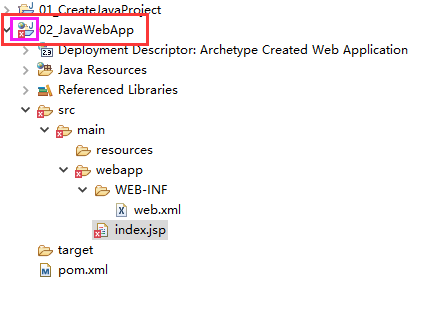 01_CreateJavaProject
02_JavaWebApp
Deployment Descriptor: Archetype Created Web Application
Java Resources
Referenced Libraries
src
main
resources
webapp
WEB-INF
web.xml
index.jsp
target
pom.xml